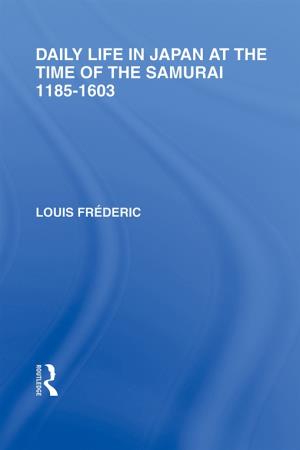 DAILY LIFE IN JAPAN AT THE
TIME OF THE SAMURAI
1185-1603
LOUIS FRÉDERIC
ROUTLEDGE